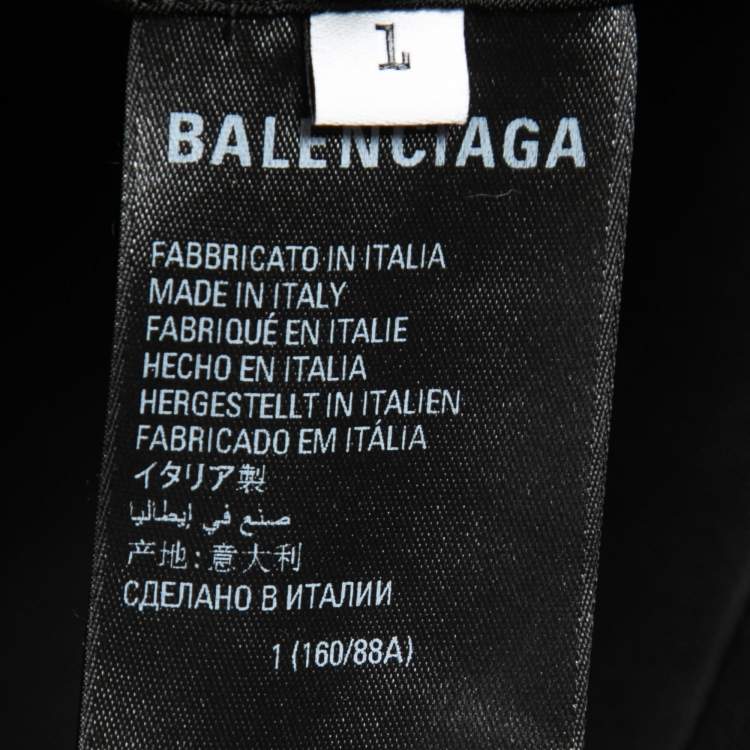 1
BALENCIAGA
FABBRICATO IN ITALIA
MADE IN ITALY
FABRIQUÉ EN ITALIE
HECHO EN ITALIA
HERGESTELLT IN ITALIEN
FABRICADO EM ITÁLIA
イタリア製
صنع في إيطاليا
产地:意大利
СДЕЛАНО В ИТАЛИИ
1 (160/88A)